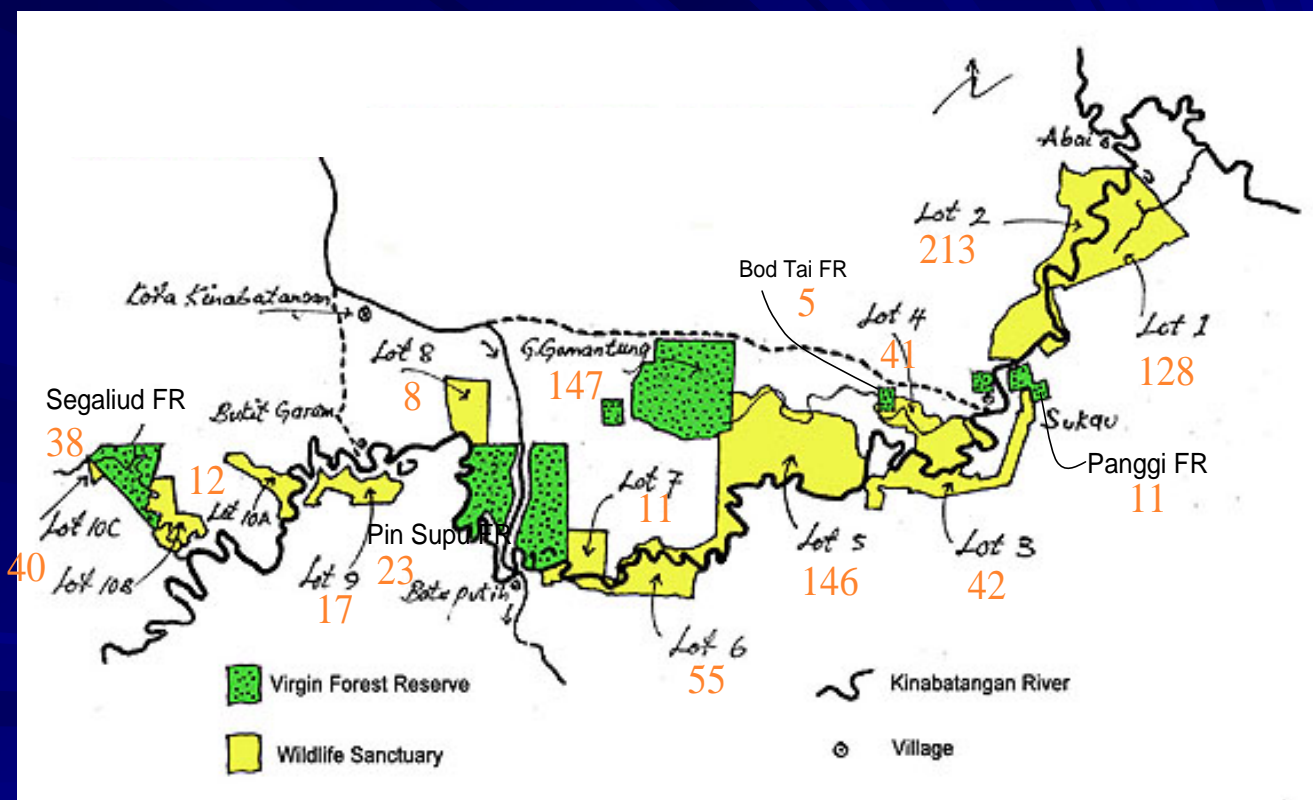 Abai
Lot 2
213
Bod Tai FR
5
Kota Kinabatangan
Lot 4
41
Lot 1
128
Lot 8
8
G.Gomantung
147
Segaliud FR
38
Bukit Garam
Sukau
Panggi FR
11
12
Lot 10A
Lot 7
11
Lot 10C
40
Lot 10B
Pin Supu FR
23
Lot 9
17
Batu putih
Lot 5
146
Lot 3
42
Lot 6
55
Virgin Forest Reserve
Kinabatangan River
Wildlife Sanctuary
Village